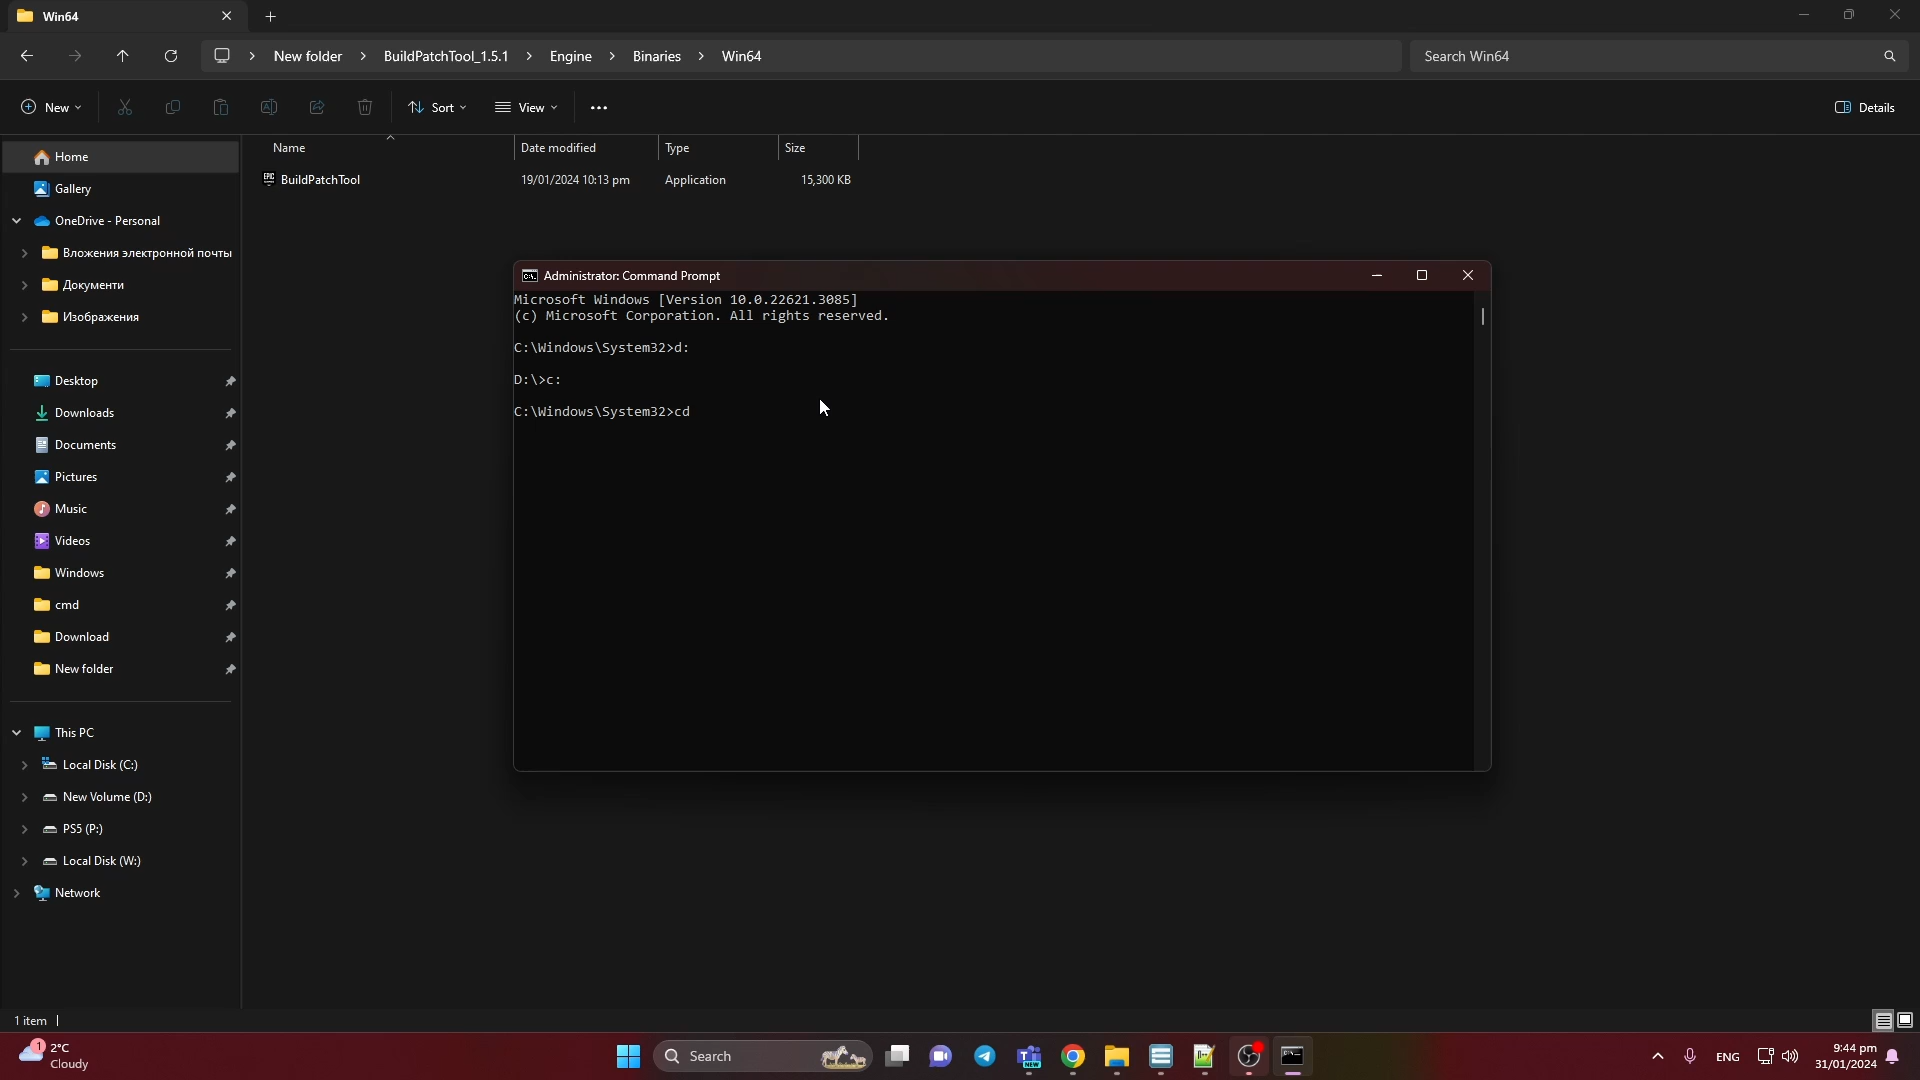 Win64
New folder > BuildPatchTool_1.5.1 > Engine > Binaries > Win64
Search Win64
New
Sort
View
Details
Name
Date modified
Type
Size
BuildPatchTool
19/01/2024 10:13 pm
Application
15,300 KB
Home
Gallery
OneDrive - Personal
Вложения электронной почты
Документи
Изображения
Desktop
Downloads
Documents
Pictures
Music
Videos
Windows
cmd
Download
New folder
This PC
Local Disk (C:)
New Volume (D:)
PS5 (P:)
Local Disk (W:)
Network
Administrator: Command Prompt
Microsoft Windows [Version 10.0.22621.3085]
(c) Microsoft Corporation. All rights reserved.
C:\Windows\System32>d:
D:\>c:
C:\Windows\System32>cd
1 item
1
2°C
Cloudy
Search
NEW
ENG
9:44 pm
31/01/2024